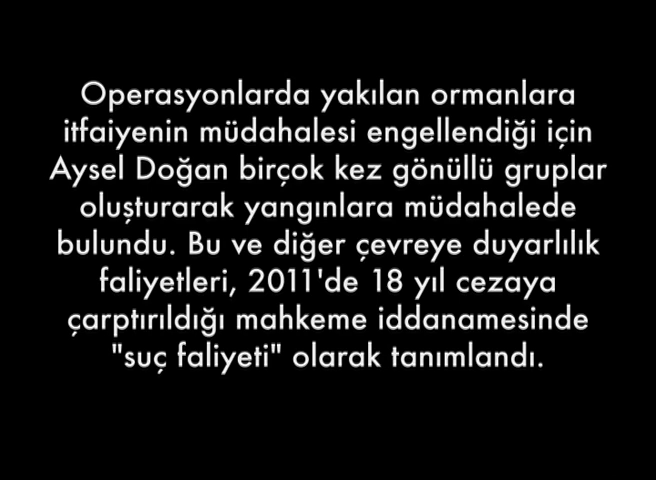 Operasyonlarda yakılan ormanlara
itfaiyenin müdahalesi engellendiği için
Aysel Doğan birçok kez gönüllü gruplar
oluşturarak yangınlara müdahalede
bulundu. Bu ve diğer çevreye duyarlılık
faliyetleri, 2011'de 18 yıl cezaya
çarptırıldığı mahkeme iddanamesinde
"suç faliyeti" olarak tanımlandı.